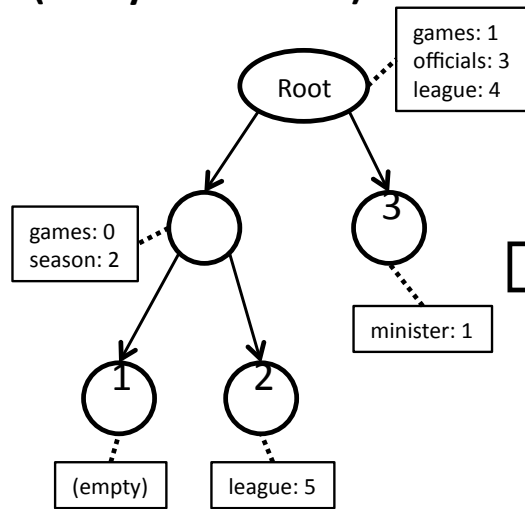 games: 1
officials: 3
league: 4
Root
games: 0
season: 2
3
minister: 1
1
2
(empty)
league: 5